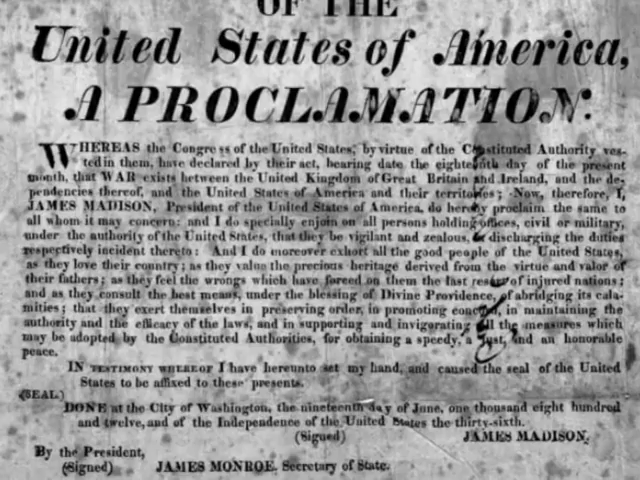 OF THE
United States of America,
A PROCLAMATION.
WHEREAS the Congress of the United States, by virtue of the Constituted Authority ves-
ted in them, have declared by their act, bearing date the eighteenth day of the present
month, that WAR exists between the United Kingdom of Great Britain and Ireland, and the de-
pendencies thereof, and the United States of America and their territories; Now, therefore, I,
JAMES MADISON, President of the United States of America, do hereby proclaim the same to
all whom it may concern: and I do specially enjoin on all persons holding offices, civil or military,
under the authority of the United States, that they be vigilant and zealous, in discharging the duties
respectively incident thereto: And I do moreover exhort all the good people of the United States,
as they love their country; as they value the precious heritage derived from the virtue and valor of
their fathers; as they feel the wrongs which have forced on them the last resort of injured nations;
and as they consult the best means, under the blessing of Divine Providence, of abridging its cala-
mities; that they exert themselves in preserving order, in promoting concord, in maintaining the
authority and the efficacy of the laws, and in supporting and invigorating all the measures which
may be adopted by the Constituted Authorities, for obtaining a speedy, a just, and an honorable
peace.
IN TESTIMONY WHEREOF I have hereunto set my hand, and caused the seal of the United
States to be affixed to these presents.
(SEAL)
DONE at the City of Washington, the nineteenth day of June, one thousand eight hundred
and twelve, and of the Independence of the United States the thirty-sixth.
(Signed) JAMES MADISON.
By the President,
(Signed) JAMES MONROE. Secretary of State.